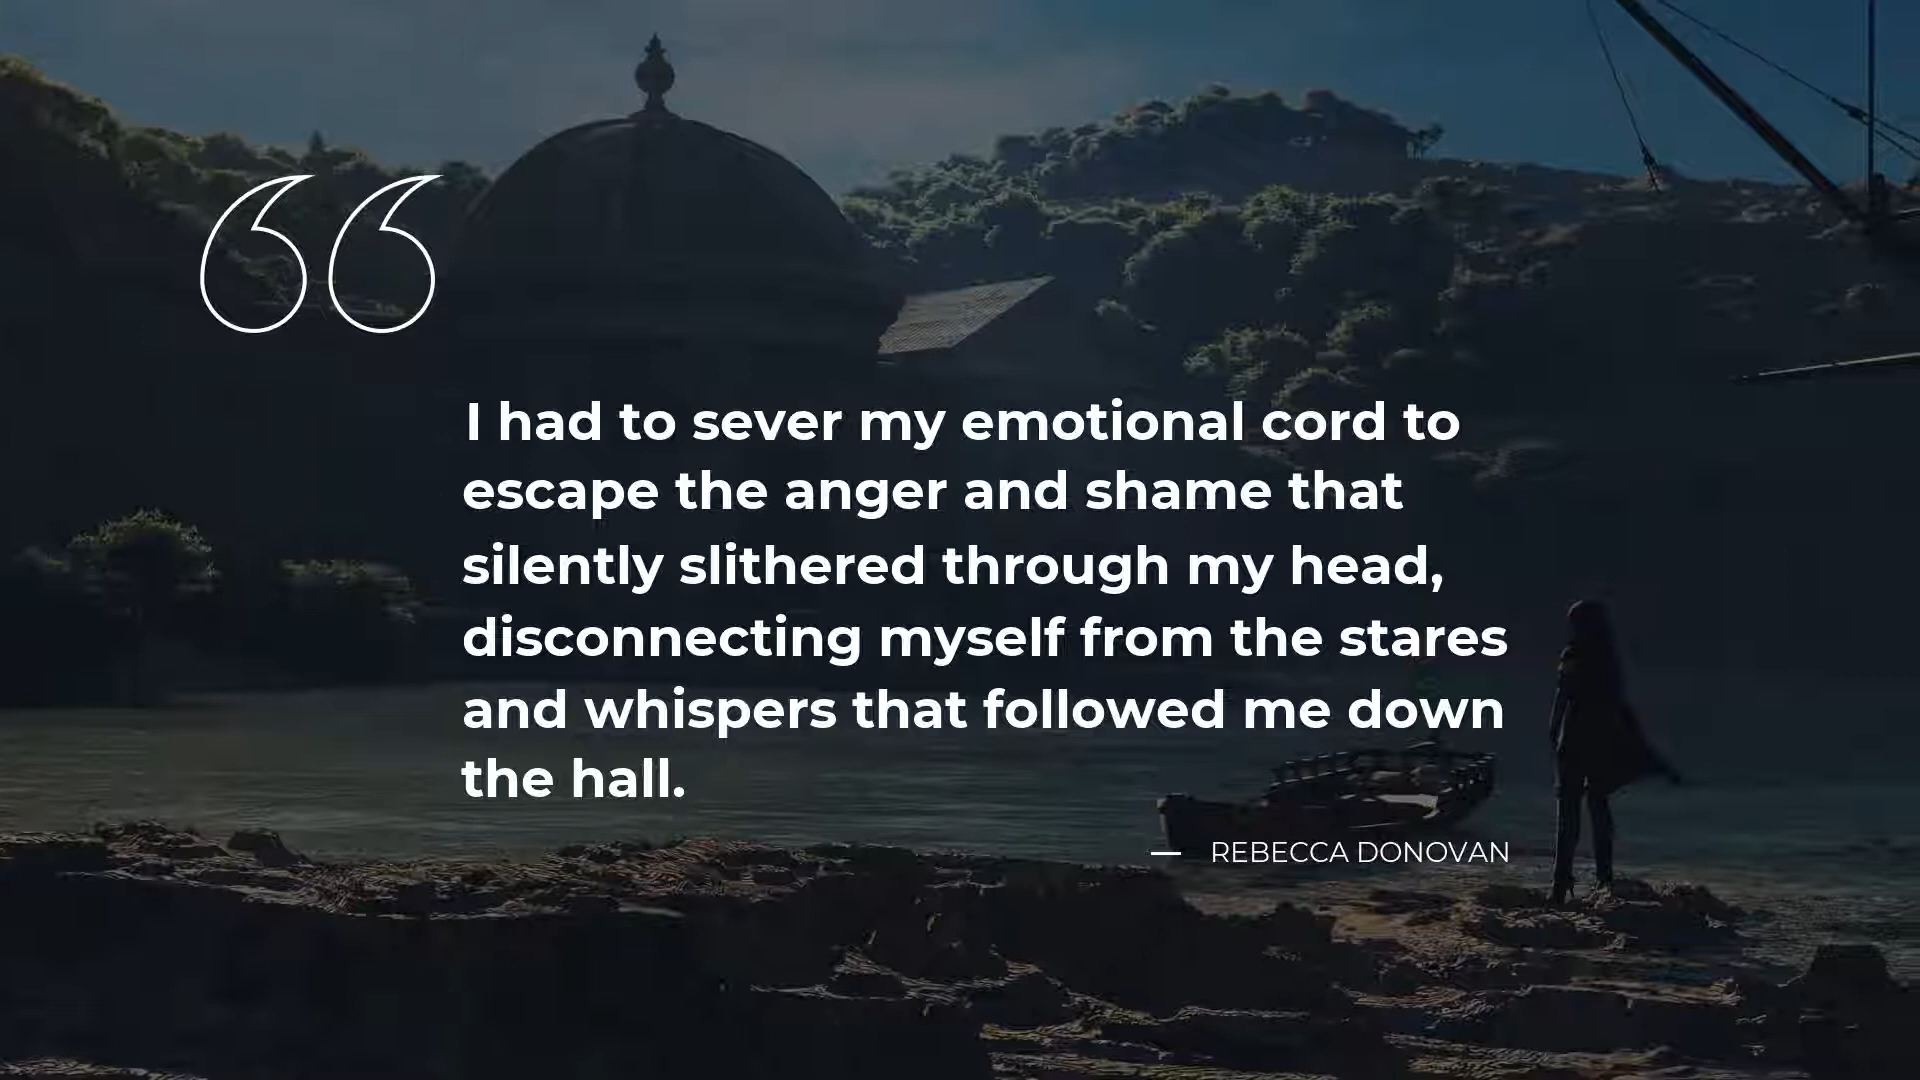 I had to sever my emotional cord to
escape the anger and shame that
silently slithered through my head,
disconnecting myself from the stares
and whispers that followed me down
the hall.
— REBECCA DONOVAN